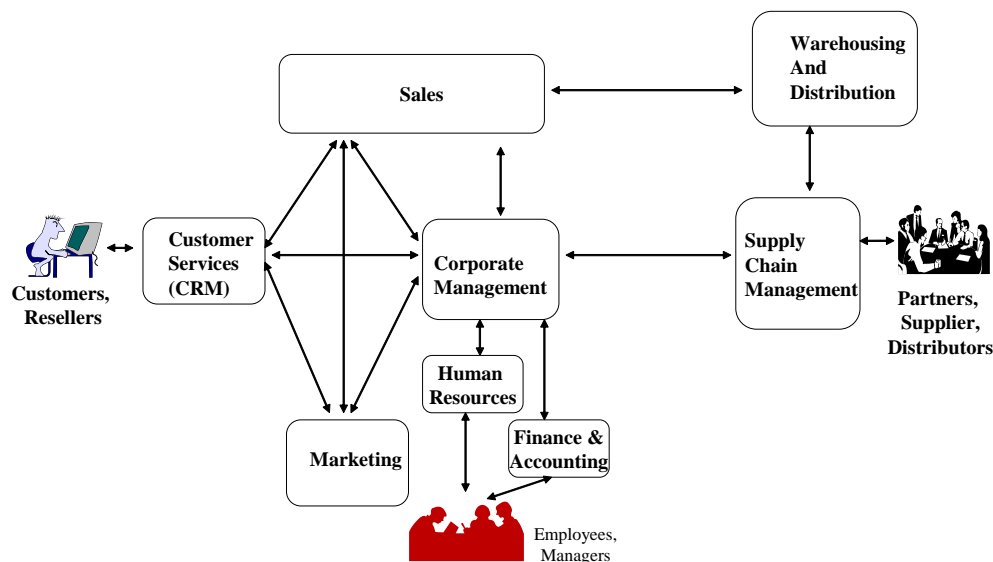 Warehousing
And
Distribution
Sales
Customer
Services
(CRM)
Corporate
Management
Supply
Chain
Management
Customers,
Resellers
Partners,
Supplier,
Distributors
Human
Resources
Marketing
Finance &
Accounting
Employees,
Managers